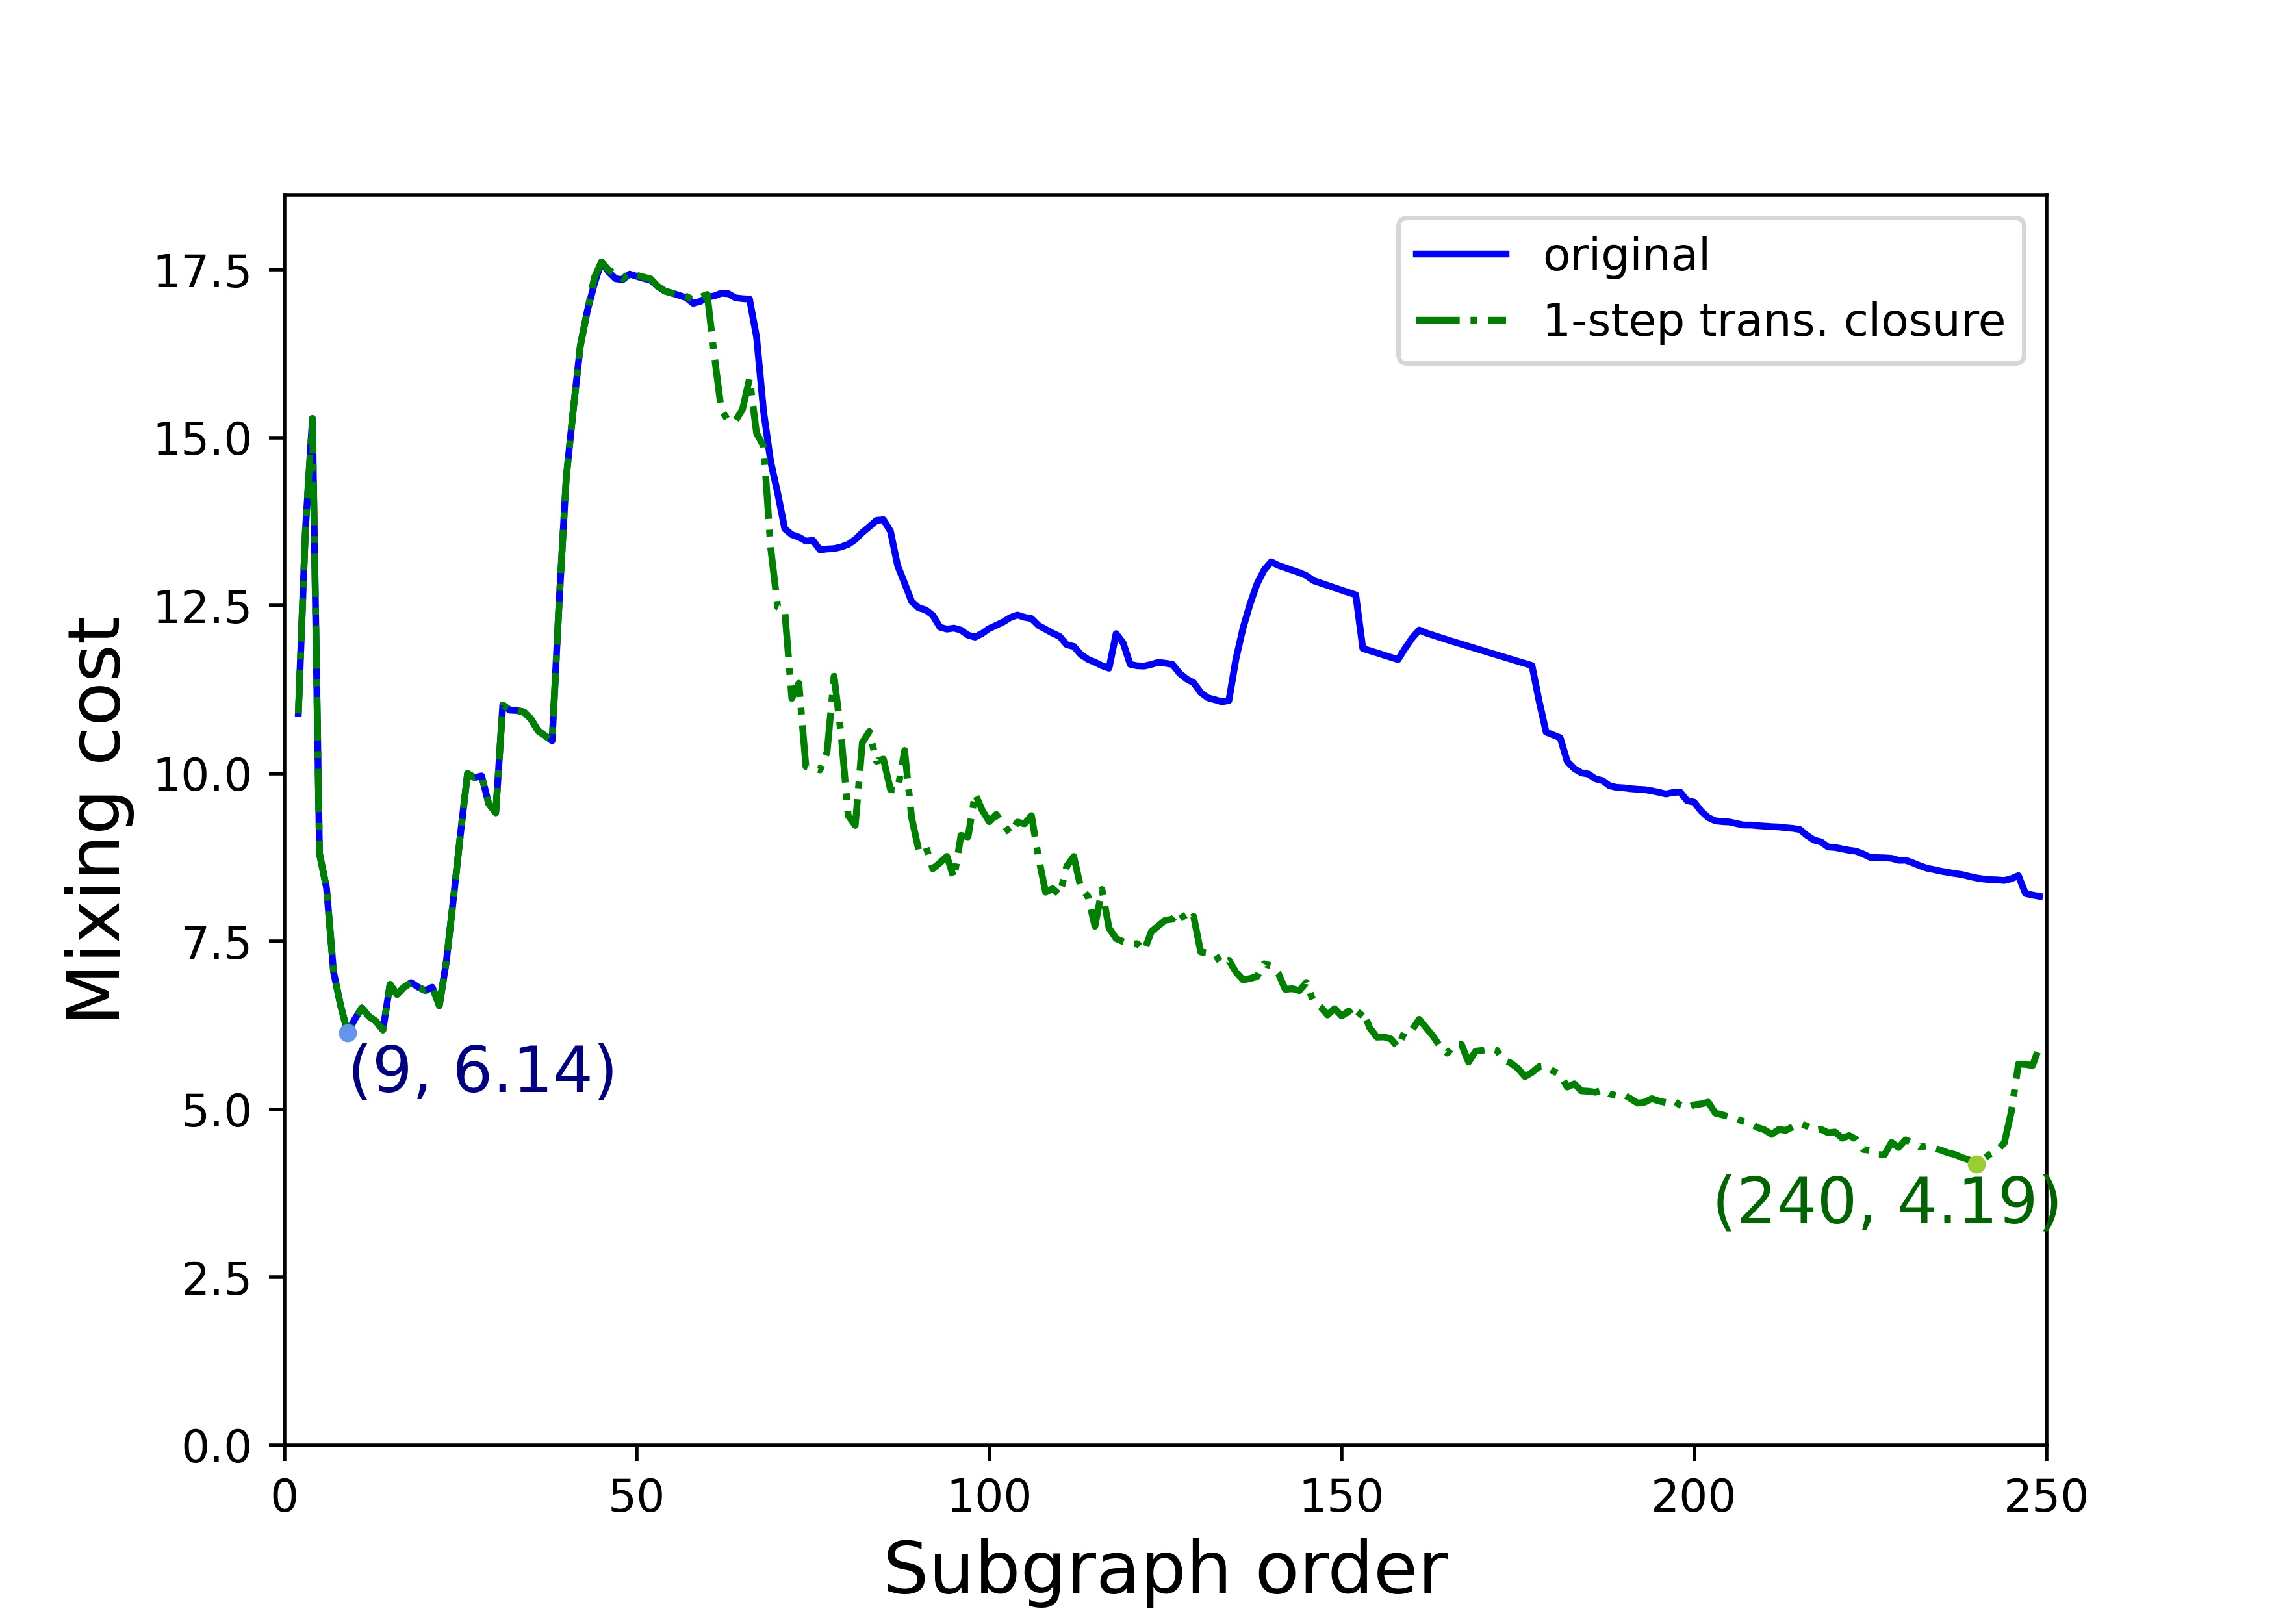 original
1-step trans. closure
17.5
15.0
12.5
10.0
7.5
5.0
2.5
0.0
Mixing cost
(9, 6.14)
(240, 4.19)
0 50 100 150 200 250
Subgraph order